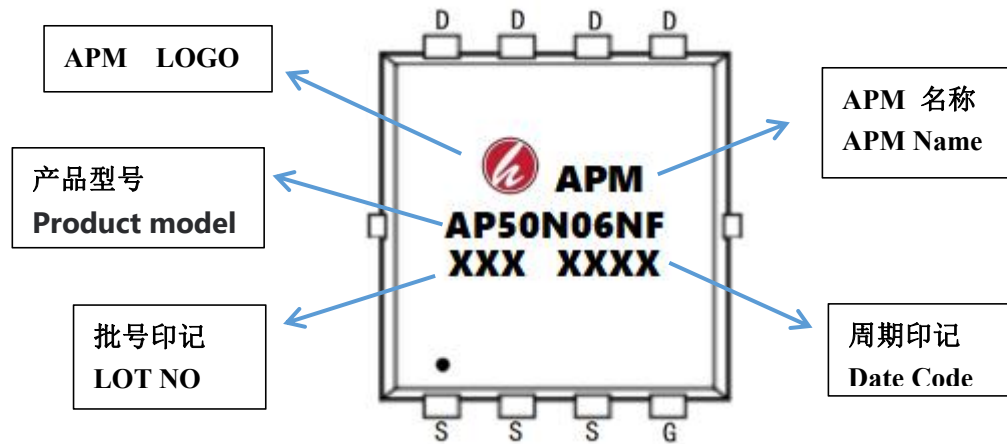 D D D D
APM LOGO
APM 名称
APM Name
产品型号
Product model
h APM
AP50N06NF
XXX XXXX
批号印记
LOT NO
周期印记
Date Code
S S S G